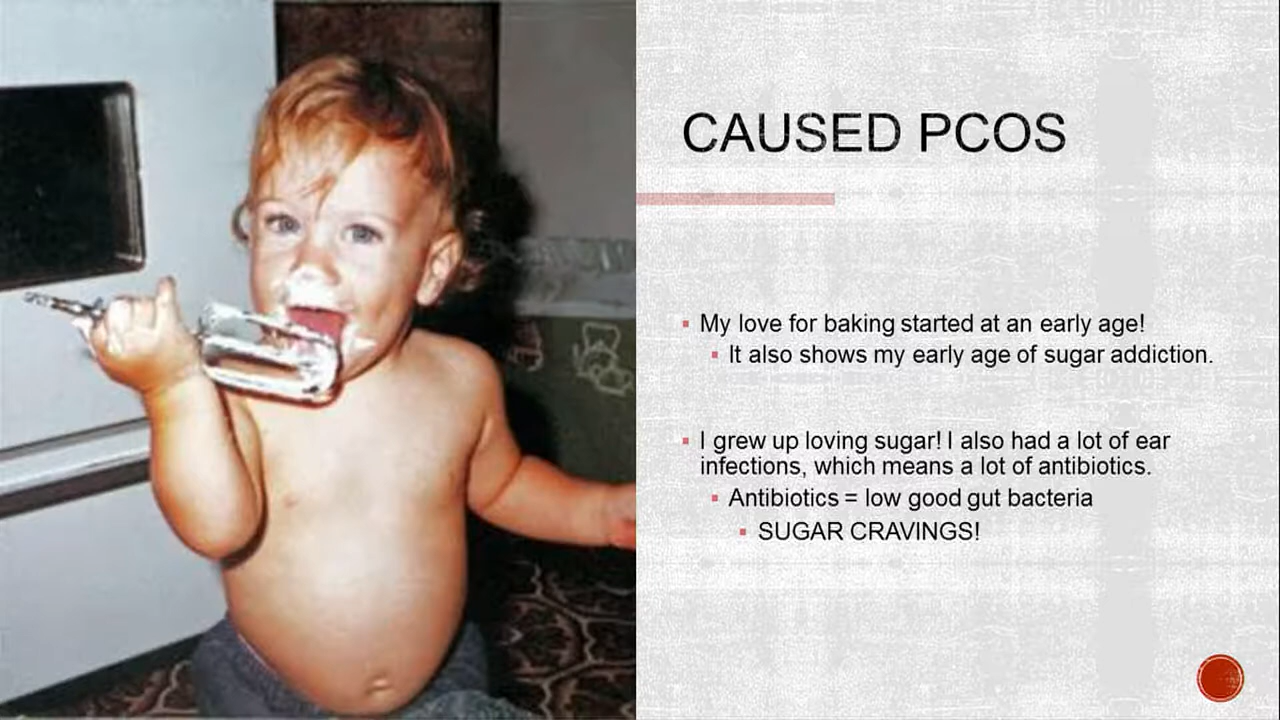 CAUSED PCOS
My love for baking started at an early age!
It also shows my early age of sugar addiction.
I grew up loving sugar! I also had a lot of ear
infections, which means a lot of antibiotics.
Antibiotics = low good gut bacteria
SUGAR CRAVINGS!